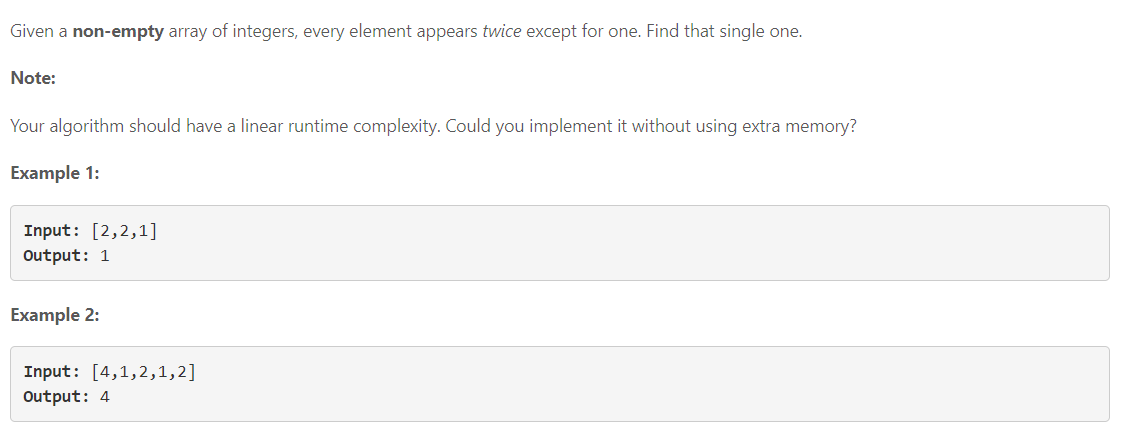 Given a non-empty array of integers, every element appears twice except for one. Find that single one.
Note:
Your algorithm should have a linear runtime complexity. Could you implement it without using extra memory?
Example 1:
Input: [2,2,1]
Output: 1
Example 2:
Input: [4,1,2,1,2]
Output: 4